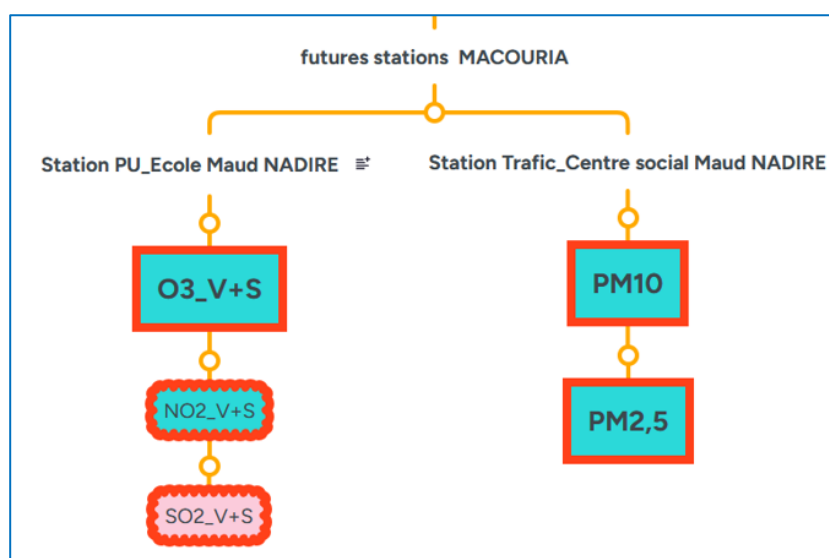 futures stations MACOURIA
Station PU_Ecole Maud NADIRE
Station Trafic_Centre social Maud NADIRE
O3_V+S
PM10
NO2_V+S
PM2,5
SO2_V+S